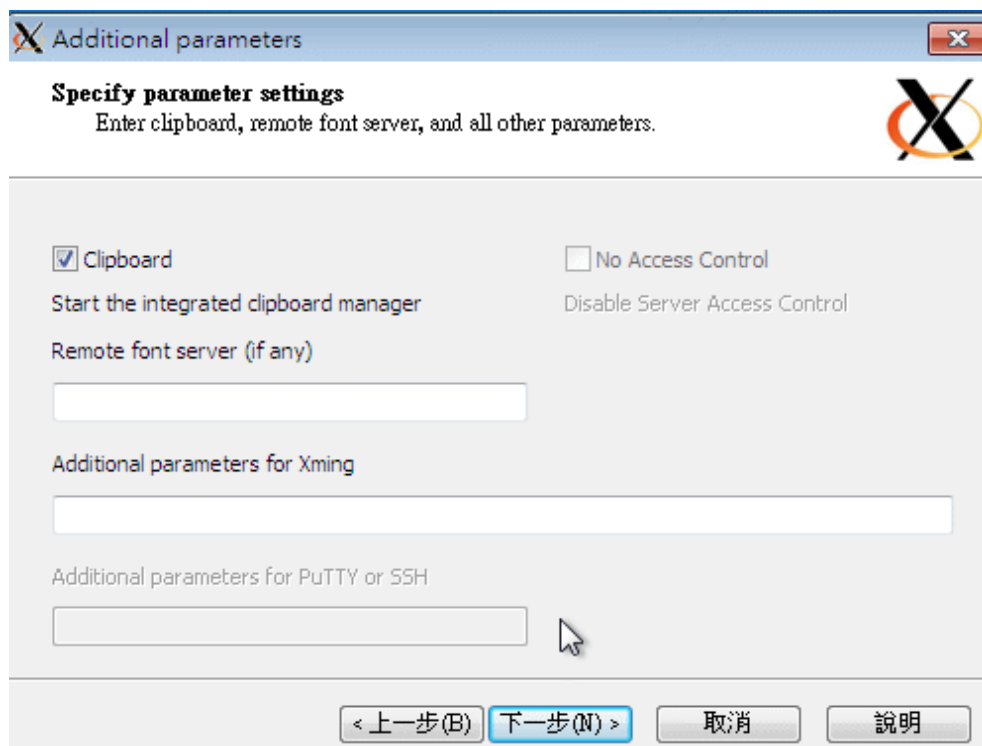 Additional parameters
Specify parameter settings
Enter clipboard, remote font server, and all other parameters.
Clipboard
No Access Control
Start the integrated clipboard manager
Disable Server Access Control
Remote font server (if any)
Additional parameters for Xming
Additional parameters for PuTTY or SSH
< 上一步(B) 下一步(N) > 取消 說明